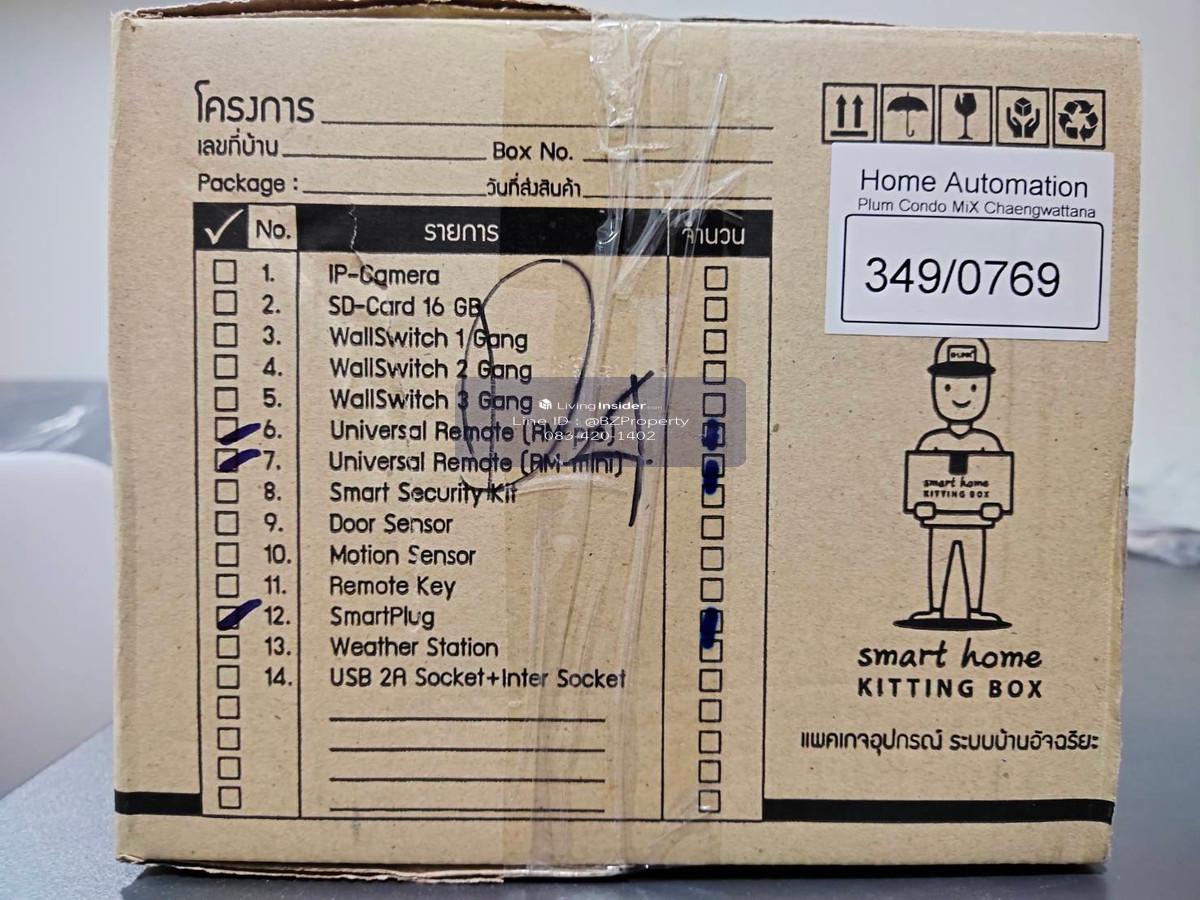 โครงการ
เลขที่บ้าน Box No.
Package : วันที่ส่งสินค้า
No. รายการ จำนวน
1. IP-Camera
2. SD-Card 16 GB
3. WallSwitch 1 Gang
4. WallSwitch 2 Gang
5. WallSwitch 3 Gang
6. Universal Remote
7. Universal Remote (RM-mini)
8. Smart Security Kit
9. Door Sensor
10. Motion Sensor
11. Remote Key
12. SmartPlug
13. Weather Station
14. USB 2A Socket+Inter Socket
LivingInsider.com
Line ID : @BZProperty
083-420-1402
Home Automation
Plum Condo MiX Chaengwattana
349/0769
D-Link
smart home
KITTING BOX
smart home
KITTING BOX
แพคเกจอุปกรณ์ ระบบบ้านอัจฉริยะ